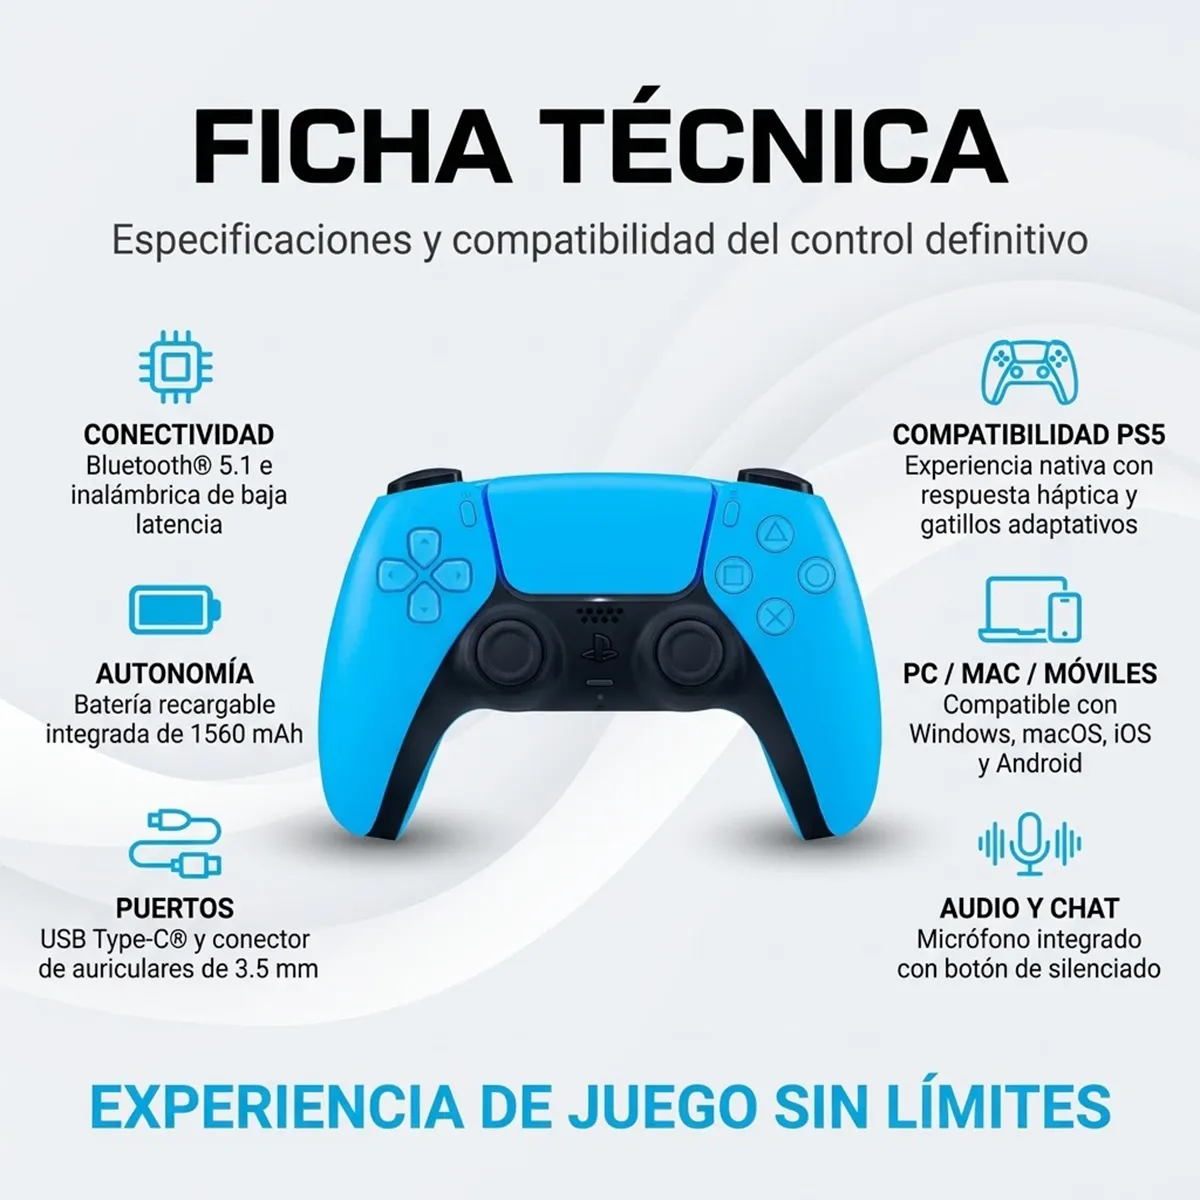 FICHA TÉCNICA
Especificaciones y compatibilidad del control definitivo
CONECTIVIDAD
Bluetooth® 5.1 e
inalámbrica de baja
latencia
AUTONOMÍA
Batería recargable
integrada de 1560 mAh
PUERTOS
USB Type-C® y conector
de auriculares de 3.5 mm
COMPATIBILIDAD PS5
Experiencia nativa con
respuesta háptica y
gatillos adaptativos
PC / MAC / MÓVILES
Compatible con
Windows, macOS, iOS
y Android
AUDIO Y CHAT
Micrófono integrado
con botón de silenciado
EXPERIENCIA DE JUEGO SIN LÍMITES